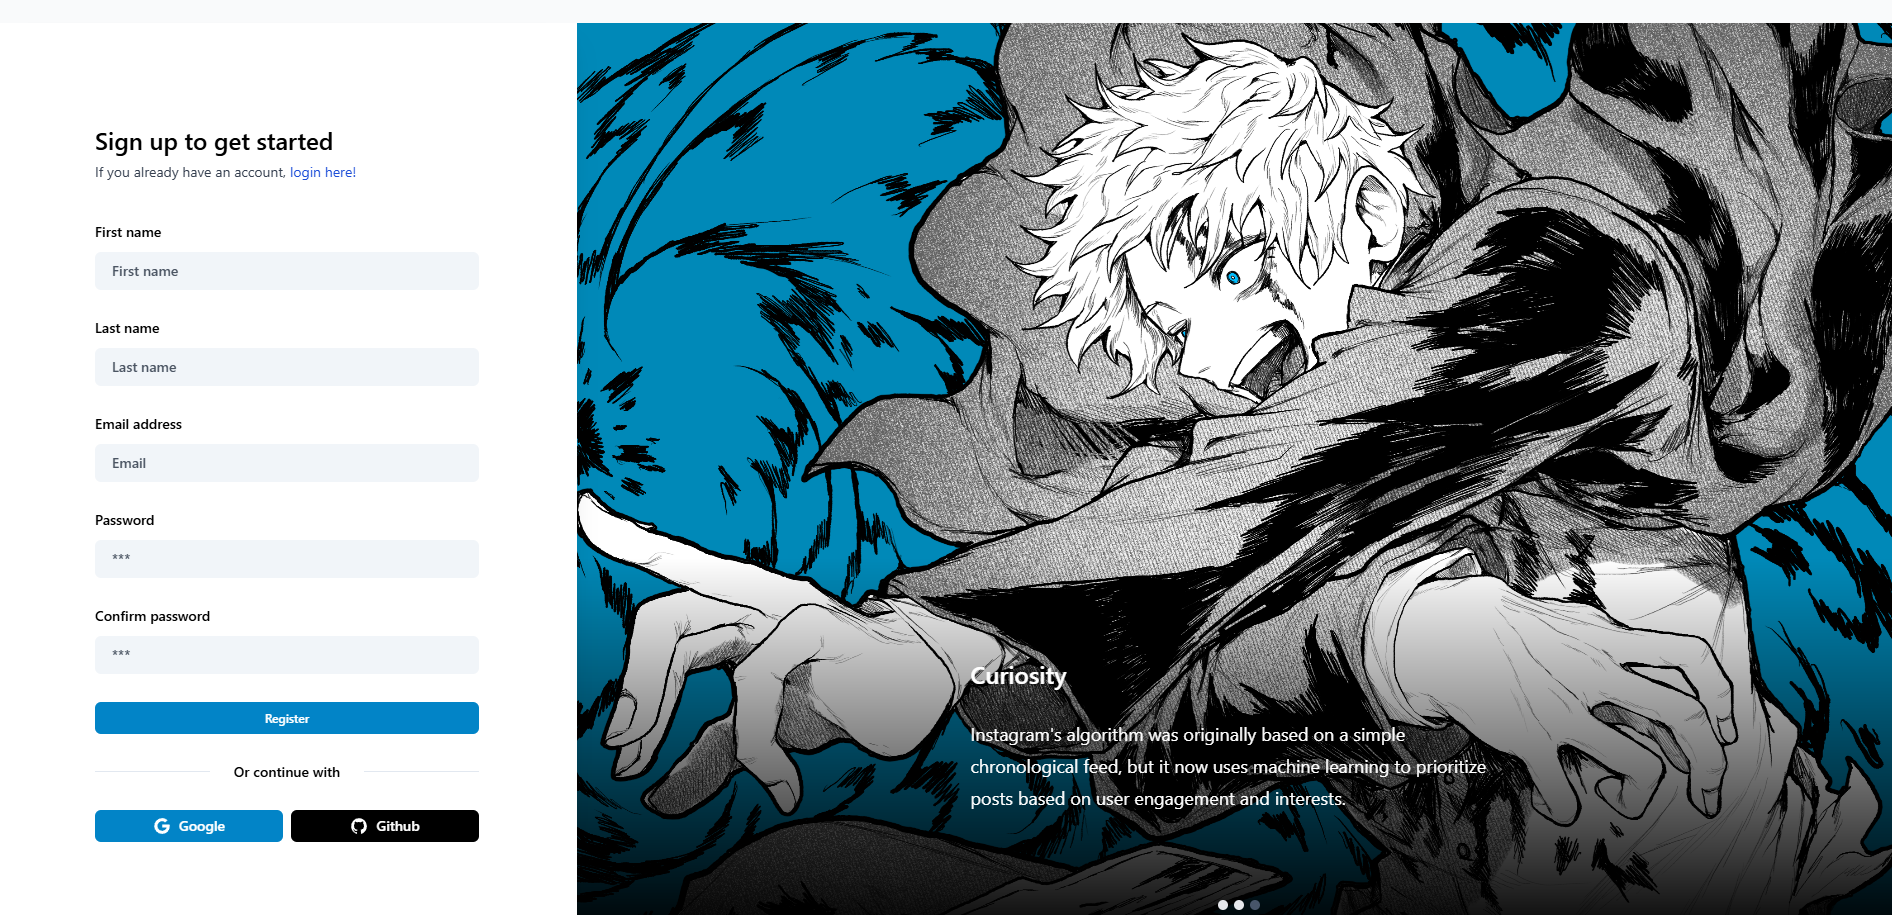 Sign up to get started
If you already have an account, login here!
First name
First name
Last name
Last name
Email address
Email
Password
***
Confirm password
***
Register
Or continue with
Google
Github
Curiosity
Instagram's algorithm was originally based on a simple
chronological feed, but it now uses machine learning to prioritize
posts based on user engagement and interests.